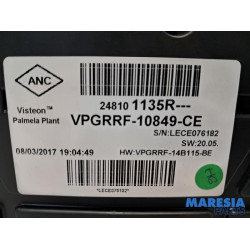 ANC
24810 1135R---
Visteon™
Palmela Plant
VPGRRF-10849-CE
S/N:LECE076182
SW:20.05.
08/03/2017 19:04:49
HW:VPGRRF-14B115-BE
*LECE076182*